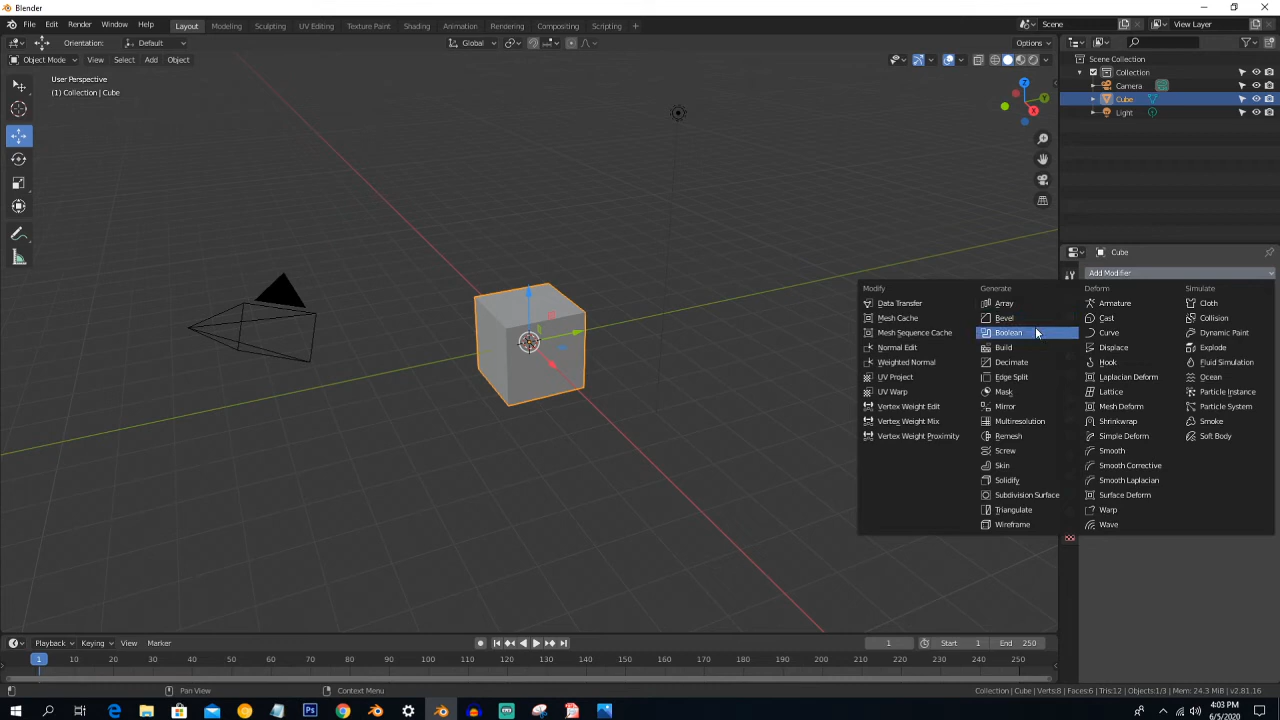 Blender
File Edit Render Window Help
Layout Modeling Sculpting UV Editing Texture Paint Shading Animation Rendering Compositing Scripting
Scene
View Layer
Orientation: Default
Global
Options
Object Mode View Select Add Object
User Perspective
(1) Collection | Cube
Z
Y
X
Scene Collection
Collection
Camera
Cube
Light
Cube
Add Modifier
Modify
Data Transfer
Mesh Cache
Mesh Sequence Cache
Normal Edit
Weighted Normal
UV Project
UV Warp
Vertex Weight Edit
Vertex Weight Mix
Vertex Weight Proximity
Generate
Array
Bevel
Boolean
Build
Decimate
Edge Split
Mask
Mirror
Multiresolution
Remesh
Screw
Skin
Solidify
Subdivision Surface
Triangulate
Wireframe
Deform
Armature
Cast
Curve
Displace
Hook
Laplacian Deform
Lattice
Mesh Deform
Shrinkwrap
Simple Deform
Smooth
Smooth Corrective
Smooth Laplacian
Surface Deform
Warp
Wave
Simulate
Cloth
Collision
Dynamic Paint
Explode
Fluid Simulation
Ocean
Particle Instance
Particle System
Smoke
Soft Body
Playback Keying View Marker
1 Start 1 End 250
1 10 20 30 40 50 60 70 80 90 100 110 120 130 140 150 160 170 180 190 200 210 220 230 240 250
Pan View Context Menu
Collection | Cube | Verts:8 | Faces:6 | Tris:12 | Objects:1/3 | Mem: 24.3 MiB | v2.81.16
4:03 PM
6/5/2020